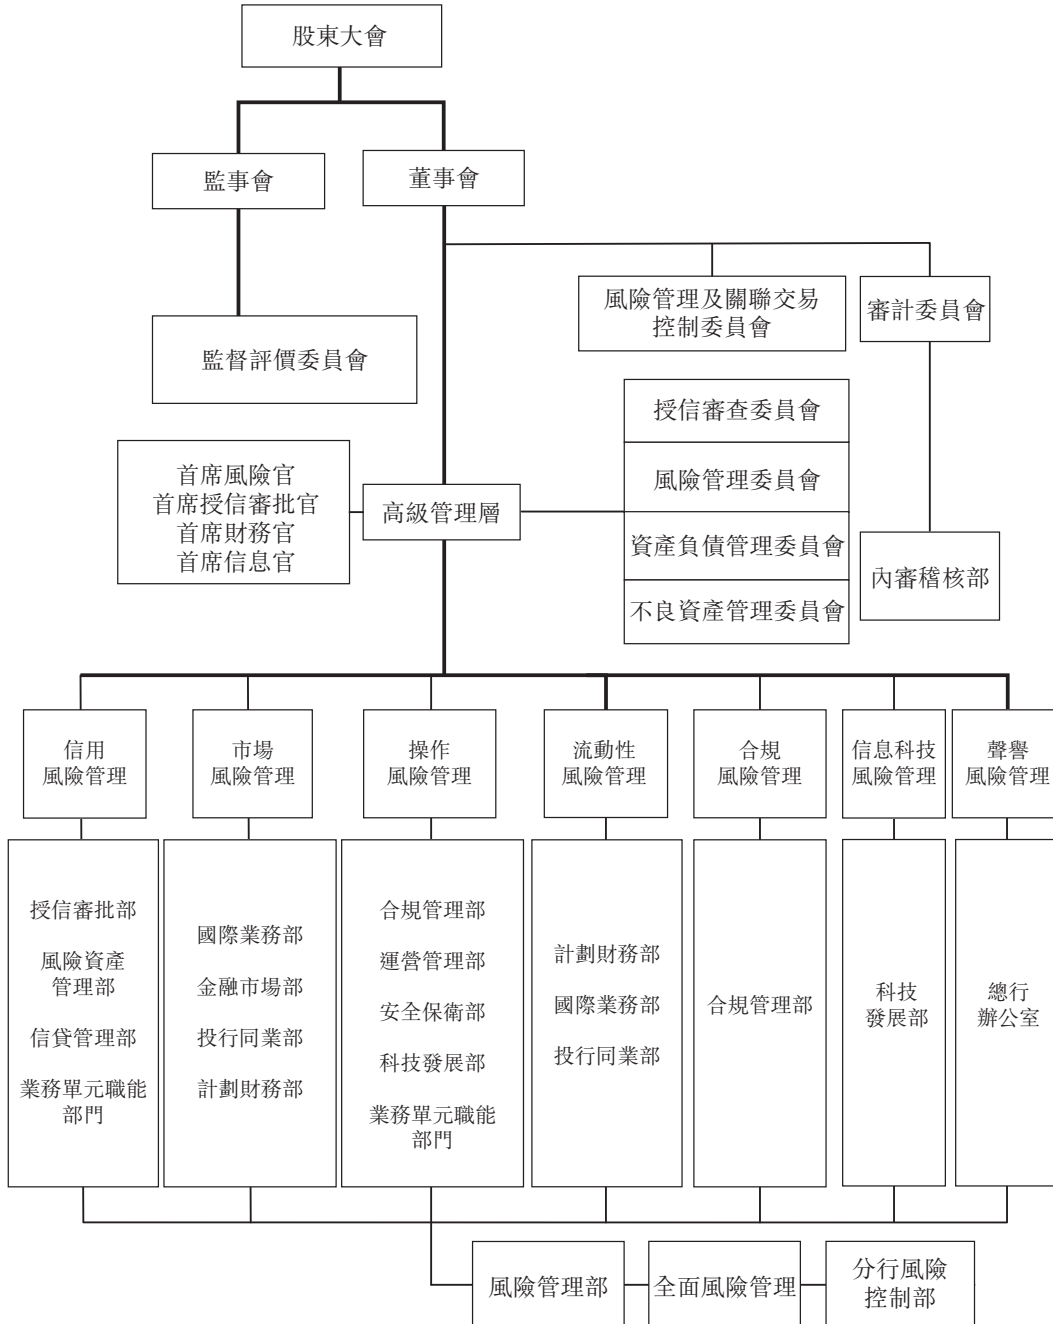 股東大會
監事會
董事會
風險管理及關聯交易
控制委員會
審計委員會
監督評價委員會
授信審查委員會
風險管理委員會
資產負債管理委員會
不良資產管理委員會
首席風險官
首席授信審批官
首席財務官
首席信息官
高級管理層
內審稽核部
信用
風險管理
市場
風險管理
操作
風險管理
流動性
風險管理
合規
風險管理
信息科技
風險管理
聲譽
風險管理
授信審批部
風險資產
管理部
信貸管理部
業務單元職能
部門
國際業務部
金融市場部
投行同業部
計劃財務部
合規管理部
運營管理部
安全保衛部
科技發展部
業務單元職能
部門
計劃財務部
國際業務部
投行同業部
合規管理部
科技
發展部
總行
辦公室
風險管理部
全面風險管理
分行風險
控制部